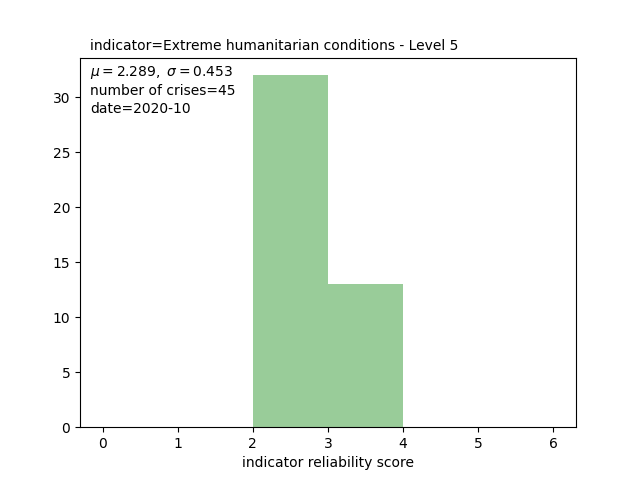 indicator=Extreme humanitarian conditions - Level 5
μ = 2.289, σ = 0.453
number of crises=45
date=2020-10
30
25
20
15
10
5
0
0 1 2 3 4 5 6
indicator reliability score